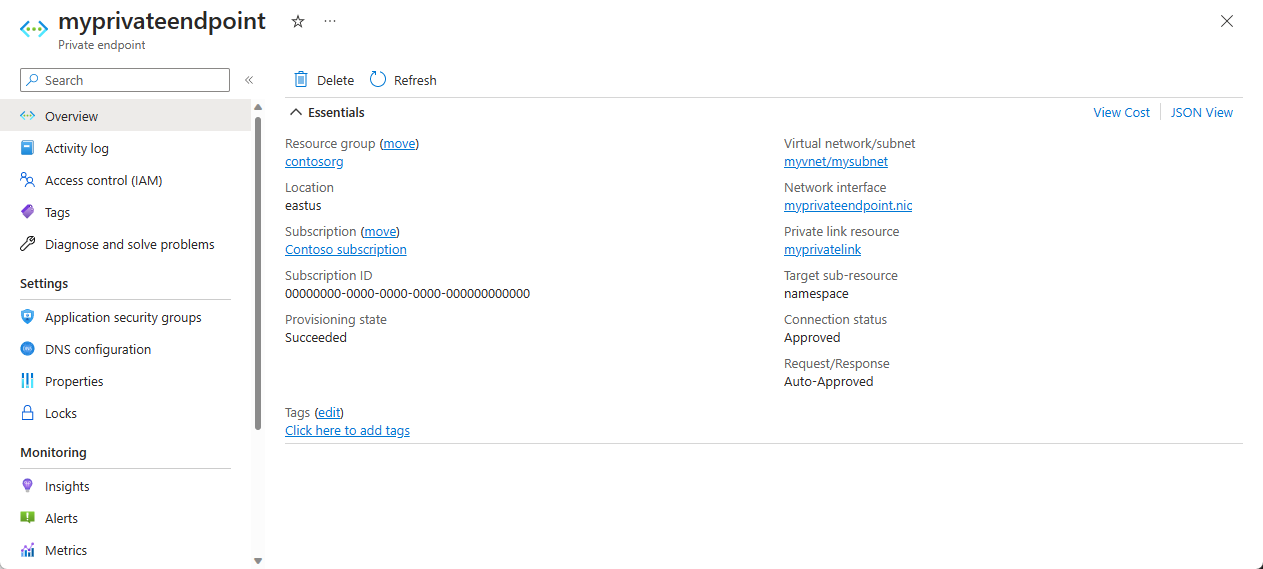 myprivateendpoint
Private endpoint
Search
Overview
Activity log
Access control (IAM)
Tags
Diagnose and solve problems
Settings
Application security groups
DNS configuration
Properties
Locks
Monitoring
Insights
Alerts
Metrics
Delete Refresh
Essentials
View Cost JSON View
Resource group (move)
contosorg
Location
eastus
Subscription (move)
Contoso subscription
Subscription ID
00000000-0000-0000-0000-000000000000
Provisioning state
Succeeded
Virtual network/subnet
myvnet/mysubnet
Network interface
myprivateendpoint.nic
Private link resource
myprivatelink
Target sub-resource
namespace
Connection status
Approved
Request/Response
Auto-Approved
Tags (edit)
Click here to add tags